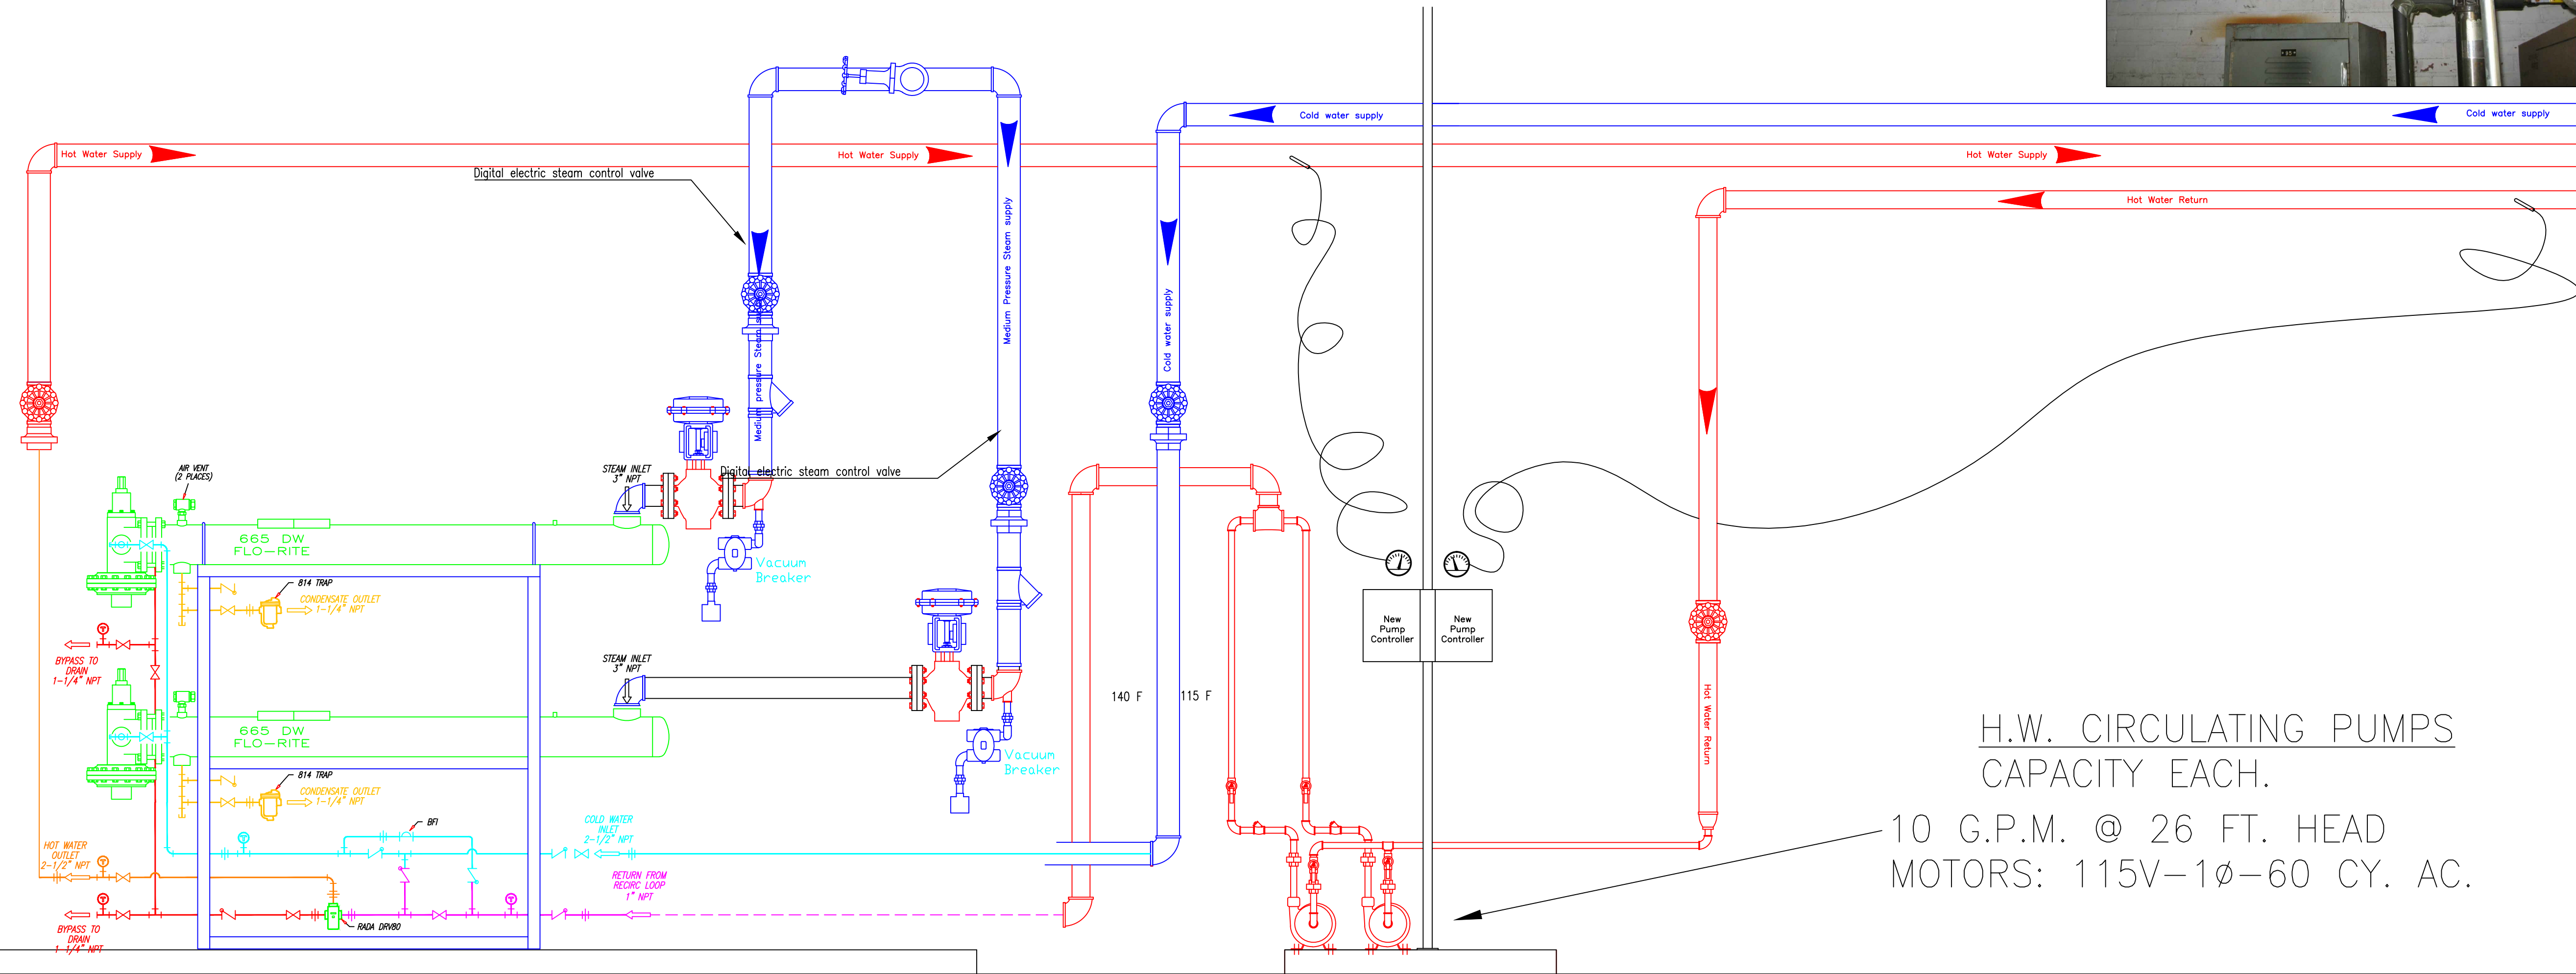 Cold water supply
Cold water supply
Hot Water Supply
Hot Water Supply
Hot Water Supply
Digital electric steam control valve
Hot Water Return
Medium Pressure Steam supply
Medium pressure Steam supply
Cold water supply
AIR VENT
(2 PLACES)
STEAM INLET
3" NPT
Digital electric steam control valve
665 DW
FLO-RITE
Vacuum
Breaker
814 TRAP
CONDENSATE OUTLET
1-1/4" NPT
New
Pump
Controller
New
Pump
Controller
BYPASS TO
DRAIN
1-1/4" NPT
STEAM INLET
3" NPT
140 F
115 F
Hot Water Return
665 DW
FLO-RITE
Vacuum
Breaker
H.W. CIRCULATING PUMPS
CAPACITY EACH.
10 G.P.M. @ 26 FT. HEAD
MOTORS: 115V-1ø-60 CY. AC.
814 TRAP
CONDENSATE OUTLET
1-1/4" NPT
BFI
COLD WATER
INLET
2-1/2" NPT
HOT WATER
OUTLET
2-1/2" NPT
RETURN FROM
RECIRC LOOP
1" NPT
RADA DRV80
BYPASS TO
DRAIN
1-1/4" NPT